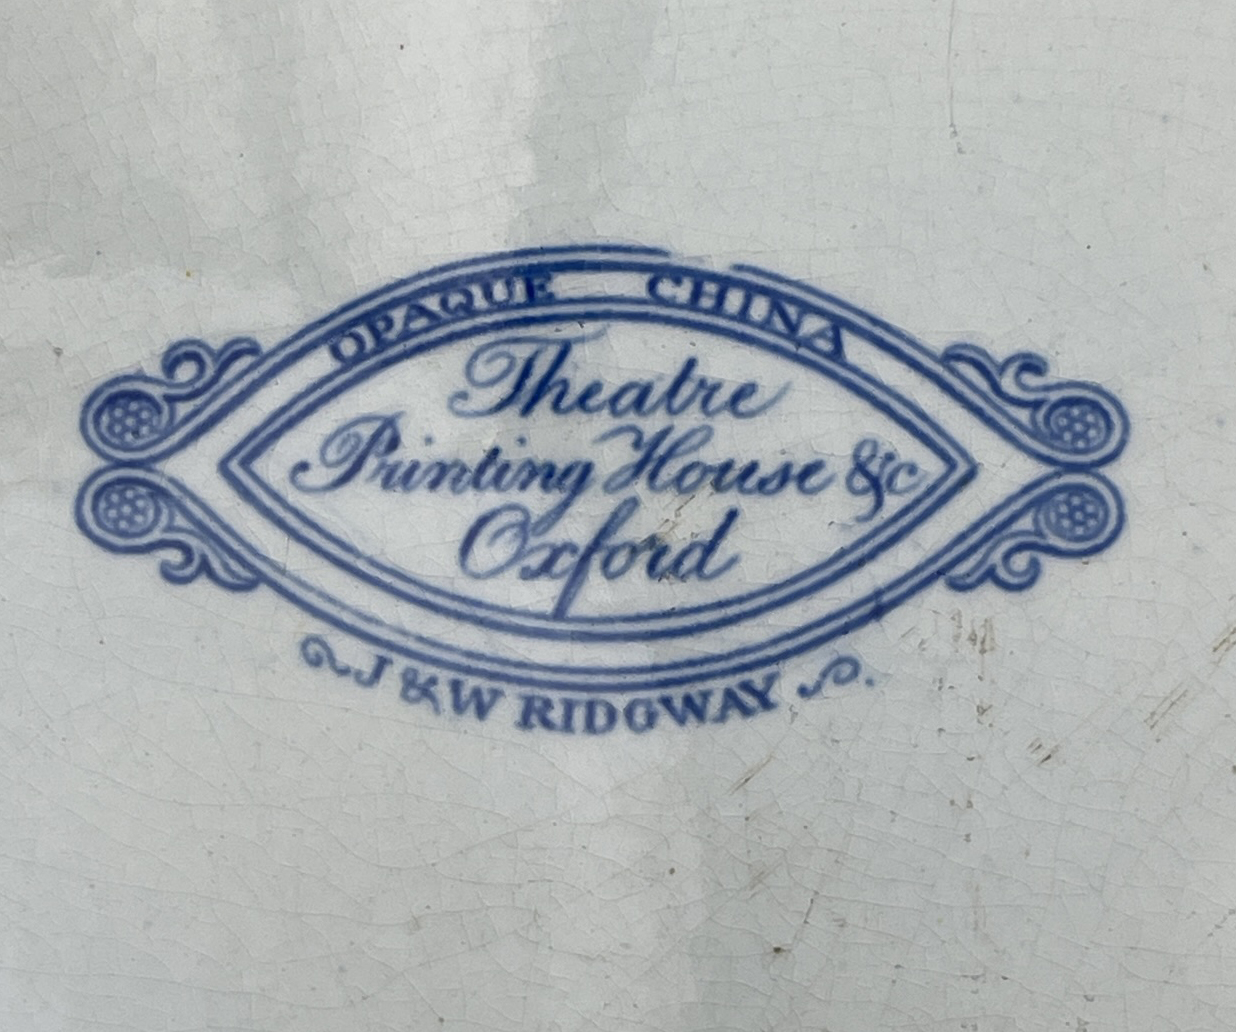 OPAQUE CHINA
Theatre
Printing House &c
Oxford
J & W RIDGWAY